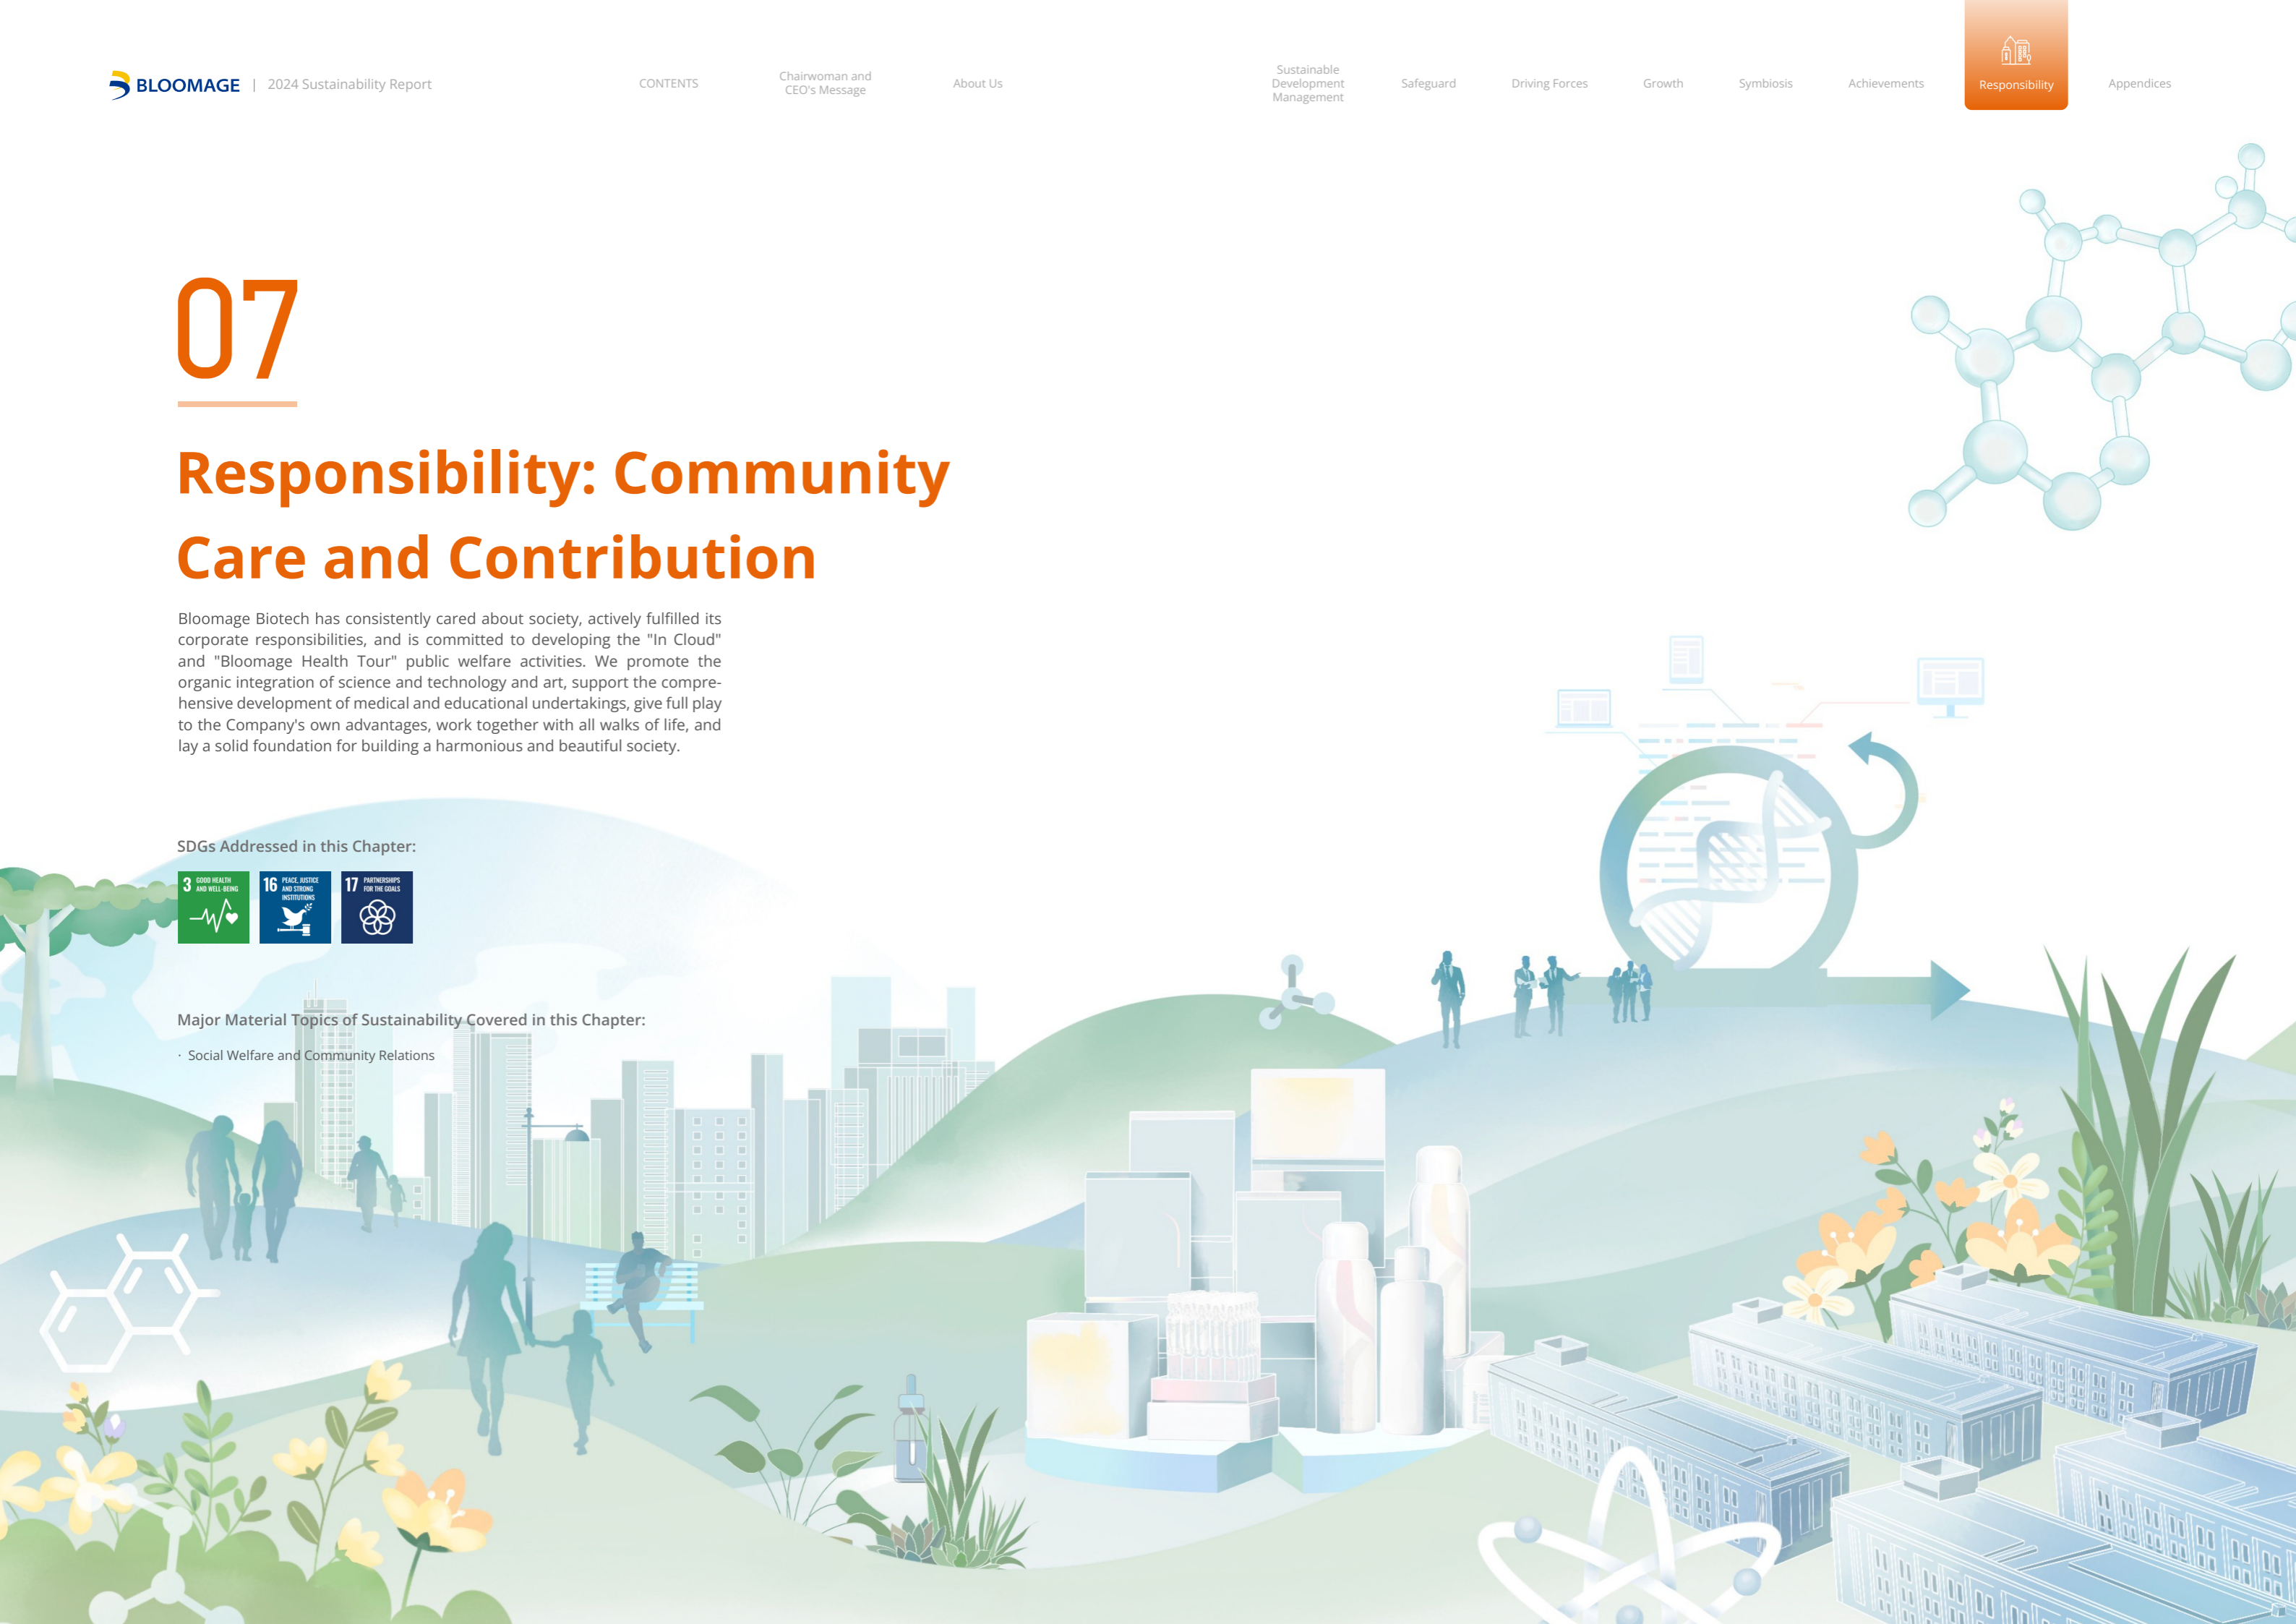 BLOOMAGE | 2024 Sustainability Report
CONTENTS
Chairwoman and
CEO's Message
About Us
Sustainable
Development
Management
Safeguard
Driving Forces
Growth
Symbiosis
Achievements
Responsibility
Appendices
07
Responsibility: Community
Care and Contribution
Bloomage Biotech has consistently cared about society, actively fulfilled its
corporate responsibilities, and is committed to developing the "In Cloud"
and "Bloomage Health Tour" public welfare activities. We promote the
organic integration of science and technology and art, support the compre-
hensive development of medical and educational undertakings, give full play
to the Company's own advantages, work together with all walks of life, and
lay a solid foundation for building a harmonious and beautiful society.
SDGs Addressed in this Chapter:
3 GOOD HEALTH
AND WELL-BEING
16 PEACE, JUSTICE
AND STRONG
INSTITUTIONS
17 PARTNERSHIPS
FOR THE GOALS
Major Material Topics of Sustainability Covered in this Chapter:
· Social Welfare and Community Relations